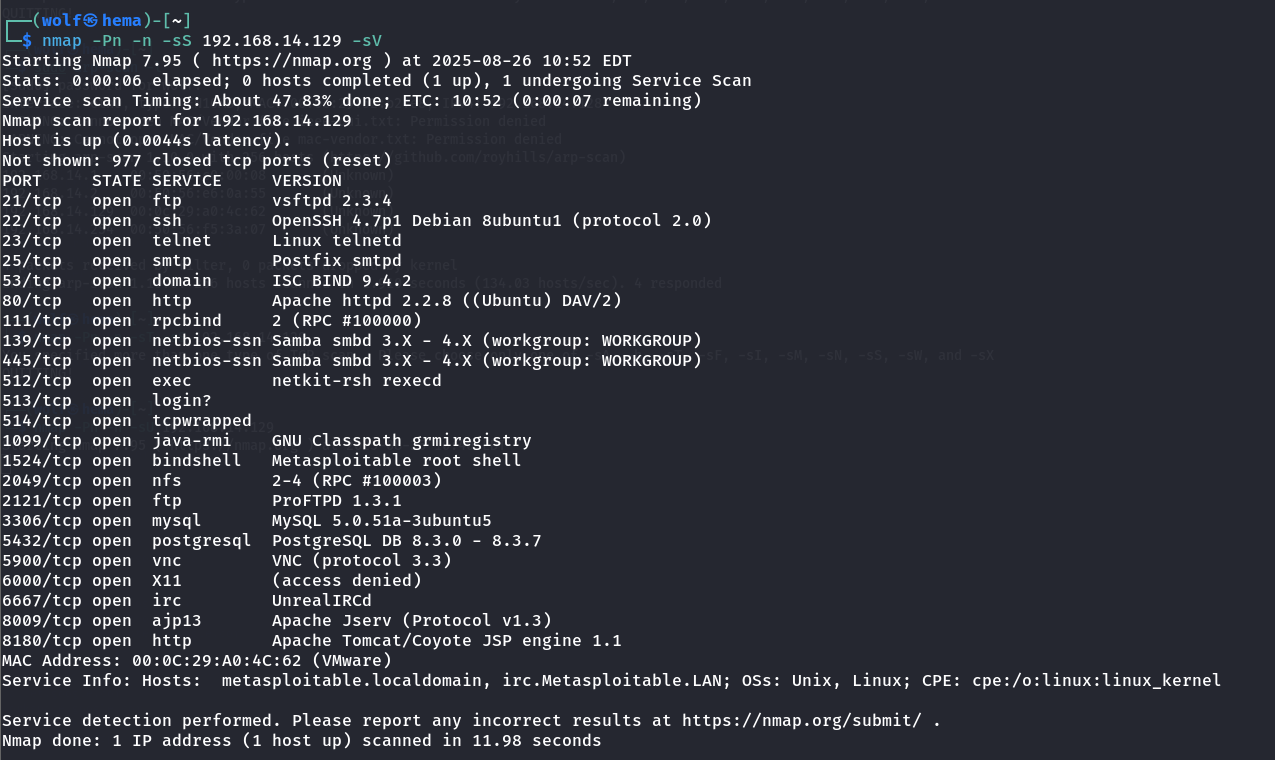 ┌──(wolf㉿hema)-[~]
└─$ nmap -Pn -n -sS 192.168.14.129 -sV
Starting Nmap 7.95 ( https://nmap.org ) at 2025-08-26 10:52 EDT
Stats: 0:00:06 elapsed; 0 hosts completed (1 up), 1 undergoing Service Scan
Service scan Timing: About 47.83% done; ETC: 10:52 (0:00:07 remaining)
Nmap scan report for 192.168.14.129
Host is up (0.0044s latency).
Not shown: 977 closed tcp ports (reset)
PORT     STATE SERVICE     VERSION
21/tcp   open  ftp         vsftpd 2.3.4
22/tcp   open  ssh         OpenSSH 4.7p1 Debian 8ubuntu1 (protocol 2.0)
23/tcp   open  telnet      Linux telnetd
25/tcp   open  smtp        Postfix smtpd
53/tcp   open  domain      ISC BIND 9.4.2
80/tcp   open  http        Apache httpd 2.2.8 ((Ubuntu) DAV/2)
111/tcp  open  rpcbind     2 (RPC #100000)
139/tcp  open  netbios-ssn Samba smbd 3.X - 4.X (workgroup: WORKGROUP)
445/tcp  open  netbios-ssn Samba smbd 3.X - 4.X (workgroup: WORKGROUP)
512/tcp  open  exec        netkit-rsh rexecd
513/tcp  open  login?
514/tcp  open  tcpwrapped
1099/tcp open  java-rmi    GNU Classpath grmiregistry
1524/tcp open  bindshell   Metasploitable root shell
2049/tcp open  nfs         2-4 (RPC #100003)
2121/tcp open  ftp         ProFTPD 1.3.1
3306/tcp open  mysql       MySQL 5.0.51a-3ubuntu5
5432/tcp open  postgresql  PostgreSQL DB 8.3.0 - 8.3.7
5900/tcp open  vnc         VNC (protocol 3.3)
6000/tcp open  X11         (access denied)
6667/tcp open  irc         UnrealIRCd
8009/tcp open  ajp13       Apache Jserv (Protocol v1.3)
8180/tcp open  http        Apache Tomcat/Coyote JSP engine 1.1
MAC Address: 00:0C:29:A0:4C:62 (VMware)
Service Info: Hosts:  metasploitable.localdomain, irc.Metasploitable.LAN; OSs: Unix, Linux; CPE: cpe:/o:linux:linux_kernel

Service detection performed. Please report any incorrect results at https://nmap.org/submit/ .
Nmap done: 1 IP address (1 host up) scanned in 11.98 seconds